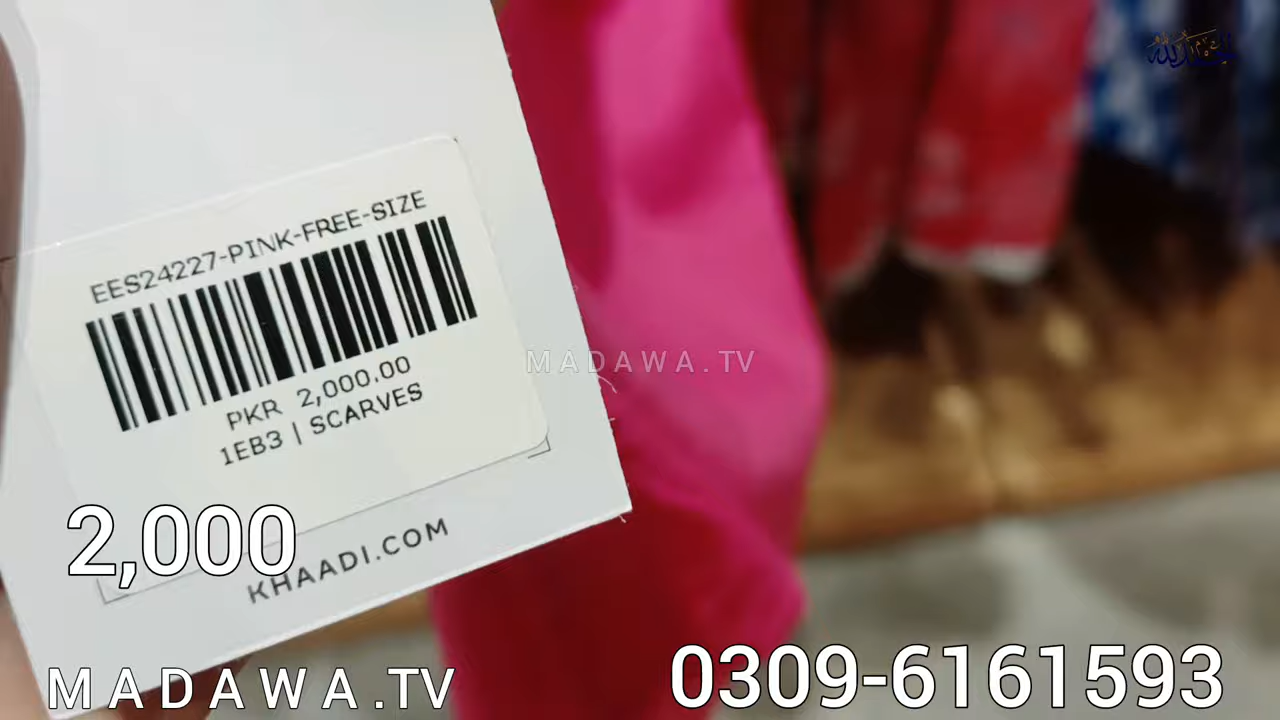 الحمدلله
EES24227-PINK-FREE-SIZE
PKR 2,000.00
1EB3 | SCARVES
KHAADI.COM
MADAWA.TV
2,000
MADAWA.TV
0309-6161593